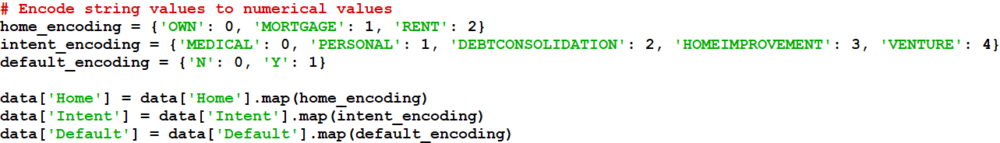 # Encode string values to numerical values
home_encoding = {'OWN': 0, 'MORTGAGE': 1, 'RENT': 2}
intent_encoding = {'MEDICAL': 0, 'PERSONAL': 1, 'DEBTCONSOLIDATION': 2, 'HOMEIMPROVEMENT': 3, 'VENTURE': 4}
default_encoding = {'N': 0, 'Y': 1}

data['Home'] = data['Home'].map(home_encoding)
data['Intent'] = data['Intent'].map(intent_encoding)
data['Default'] = data['Default'].map(default_encoding)